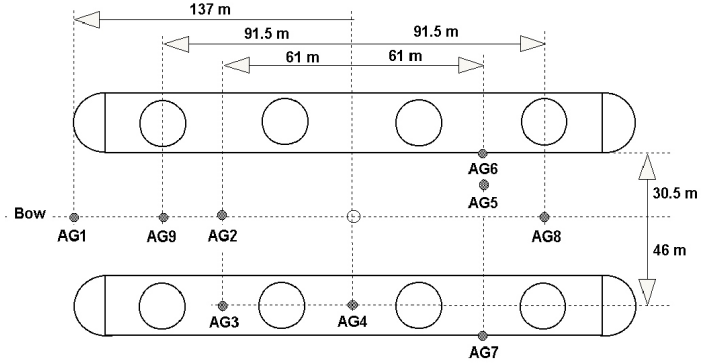 137 m
91.5 m 91.5 m
61 m 61 m
AG6
AG5
30.5 m
Bow
AG1 AG9 AG2 AG8
46 m
AG3 AG4
AG7